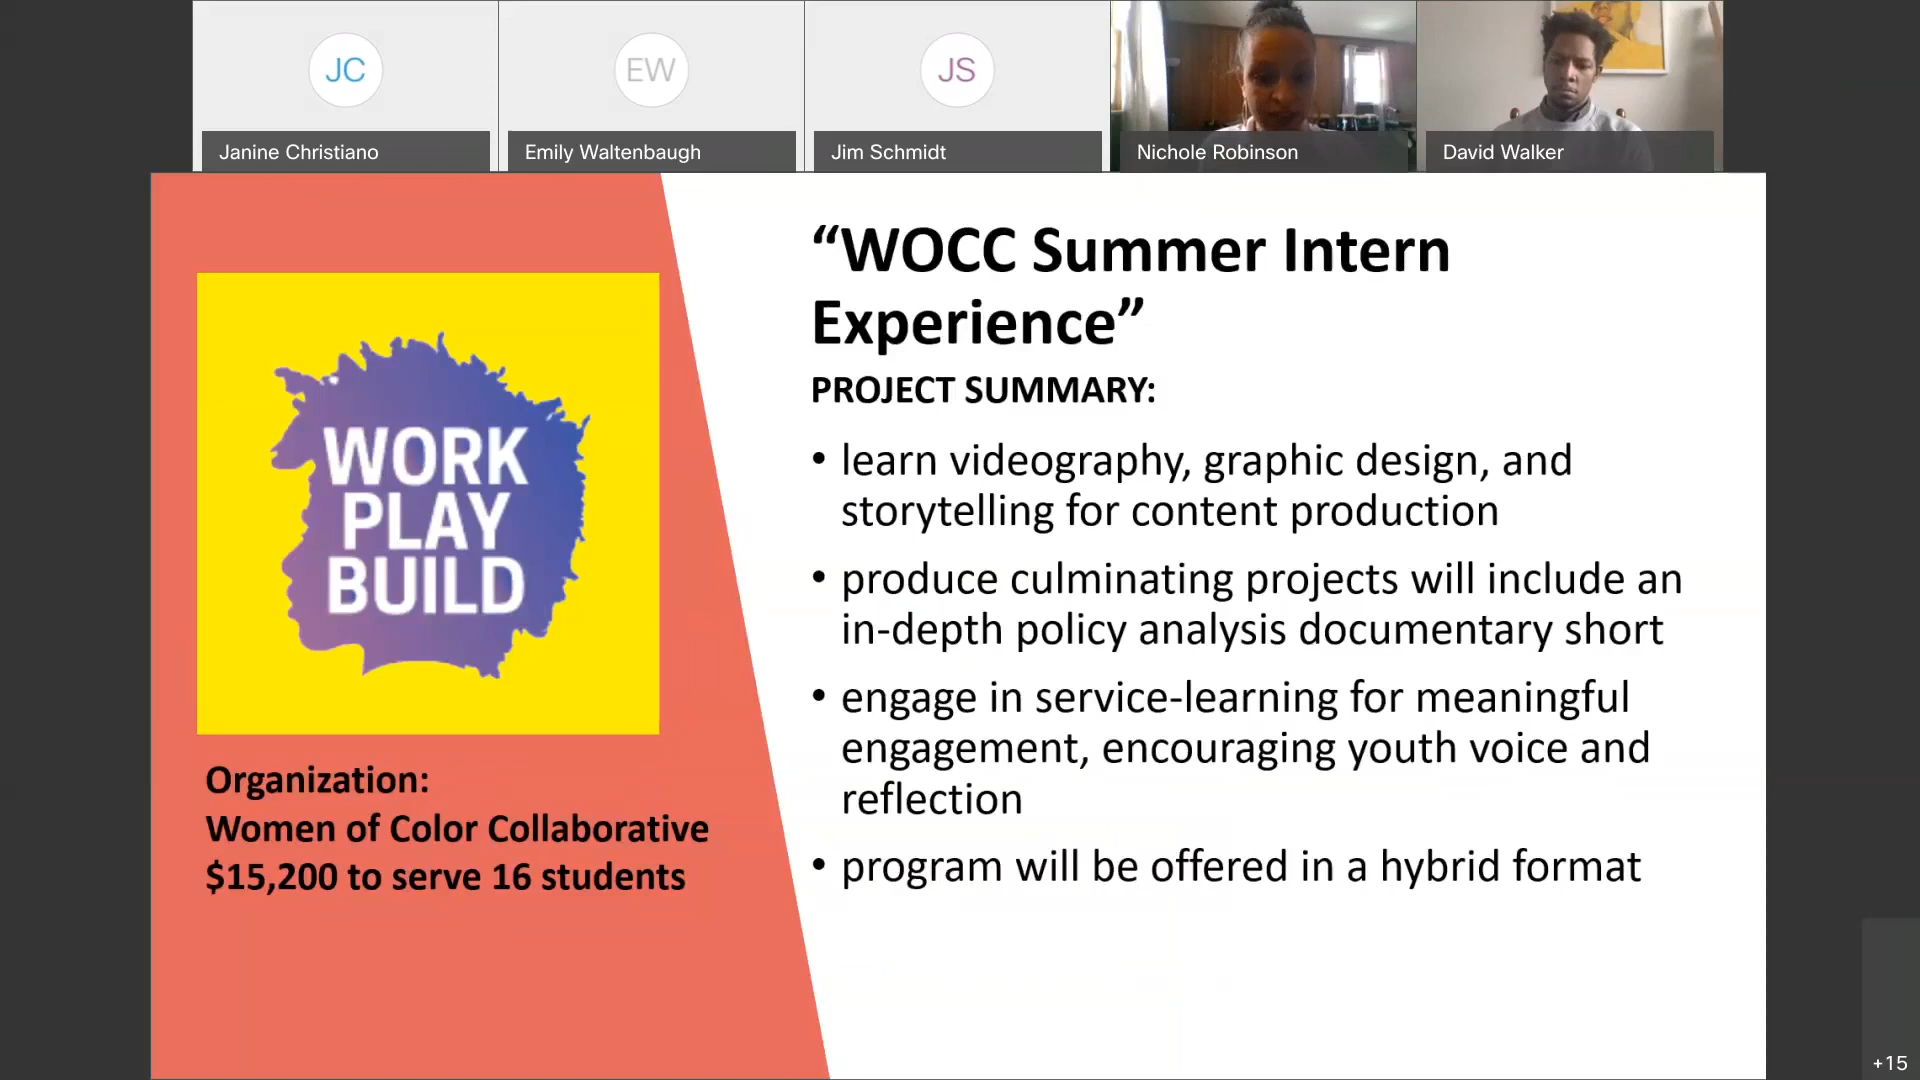 JC
EW
JS
Janine Christiano
Emily Waltenbaugh
Jim Schmidt
Nichole Robinson
David Walker
“WOCC Summer Intern
Experience”
PROJECT SUMMARY:
• learn videography, graphic design, and
storytelling for content production
• produce culminating projects will include an
in-depth policy analysis documentary short
• engage in service-learning for meaningful
engagement, encouraging youth voice and
reflection
• program will be offered in a hybrid format
WORK
PLAY
BUILD
Organization:
Women of Color Collaborative
$15,200 to serve 16 students
+15